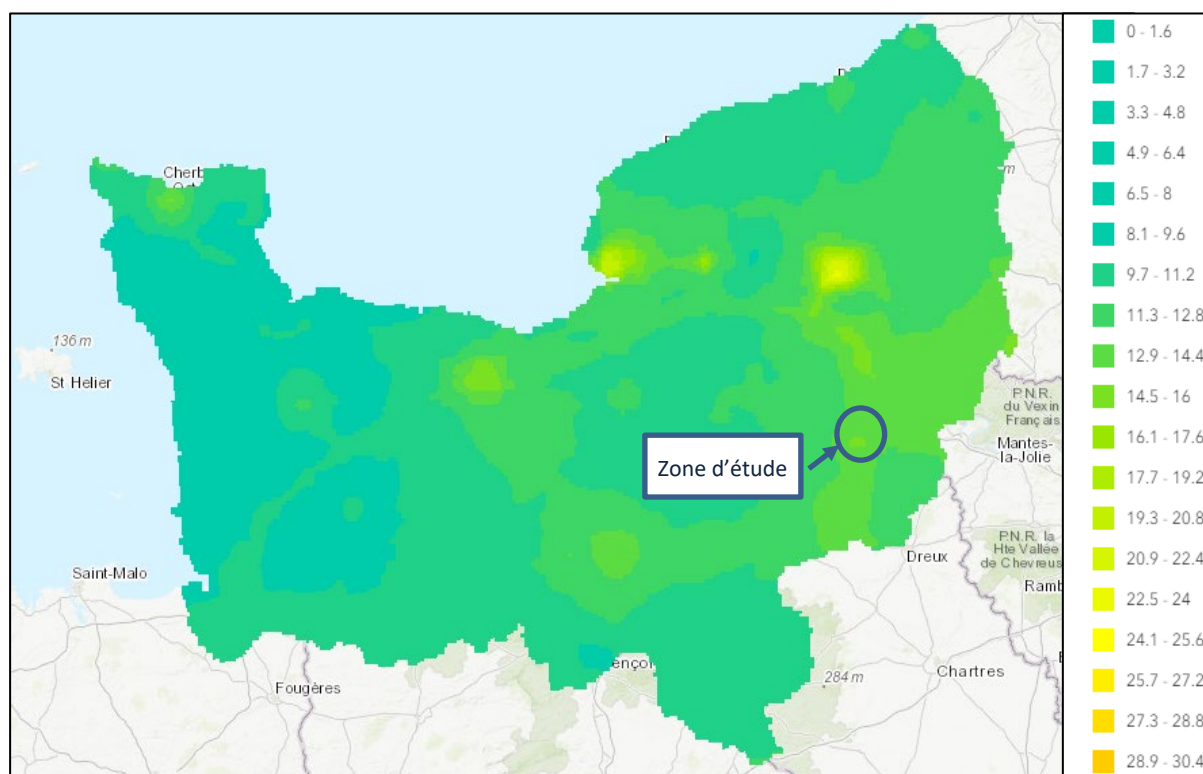 Cherb
136 m
St Helier
Saint-Malo
Fougères
ençon
Zone d’étude
P.N.R.
du Vexin
Français
Mantes-
la-Jolie
Dreux
P.N.R. la
Hte Vallée
de Chevreus
Ramb
Chartres
284 m
0 - 1.6
1.7 - 3.2
3.3 - 4.8
4.9 - 6.4
6.5 - 8
8.1 - 9.6
9.7 - 11.2
11.3 - 12.8
12.9 - 14.4
14.5 - 16
16.1 - 17.6
17.7 - 19.2
19.3 - 20.8
20.9 - 22.4
22.5 - 24
24.1 - 25.6
25.7 - 27.2
27.3 - 28.8
28.9 - 30.4